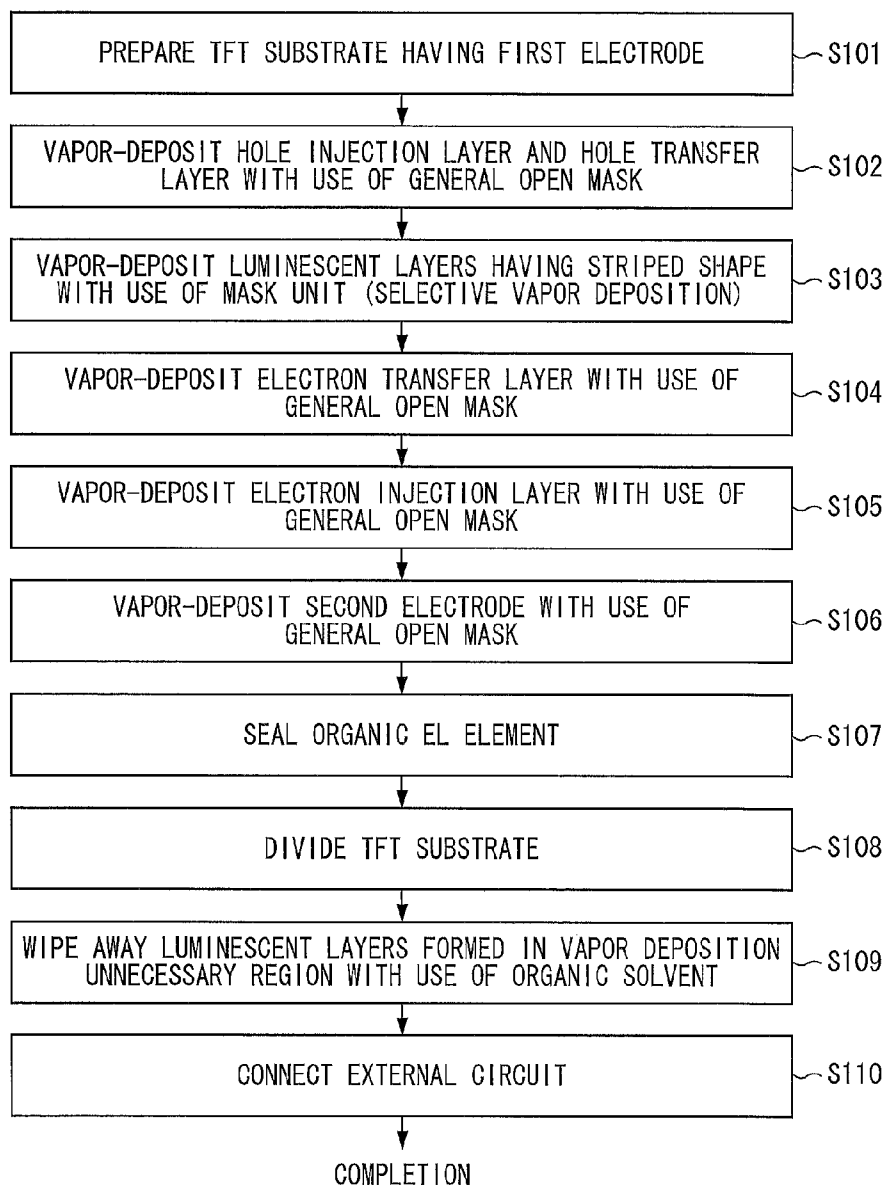 PREPARE TFT SUBSTRATE HAVING FIRST ELECTRODE
S101
VAPOR-DEPOSIT HOLE INJECTION LAYER AND HOLE TRANSFER
LAYER WITH USE OF GENERAL OPEN MASK
S102
VAPOR-DEPOSIT LUMINESCENT LAYERS HAVING STRIPED SHAPE
WITH USE OF MASK UNIT (SELECTIVE VAPOR DEPOSITION)
S103
VAPOR-DEPOSIT ELECTRON TRANSFER LAYER WITH USE OF
GENERAL OPEN MASK
S104
VAPOR-DEPOSIT ELECTRON INJECTION LAYER WITH USE OF
GENERAL OPEN MASK
S105
VAPOR-DEPOSIT SECOND ELECTRODE WITH USE OF
GENERAL OPEN MASK
S106
SEAL ORGANIC EL ELEMENT
S107
DIVIDE TFT SUBSTRATE
S108
WIPE AWAY LUMINESCENT LAYERS FORMED IN VAPOR DEPOSITION
UNNECESSARY REGION WITH USE OF ORGANIC SOLVENT
S109
CONNECT EXTERNAL CIRCUIT
S110
COMPLETION